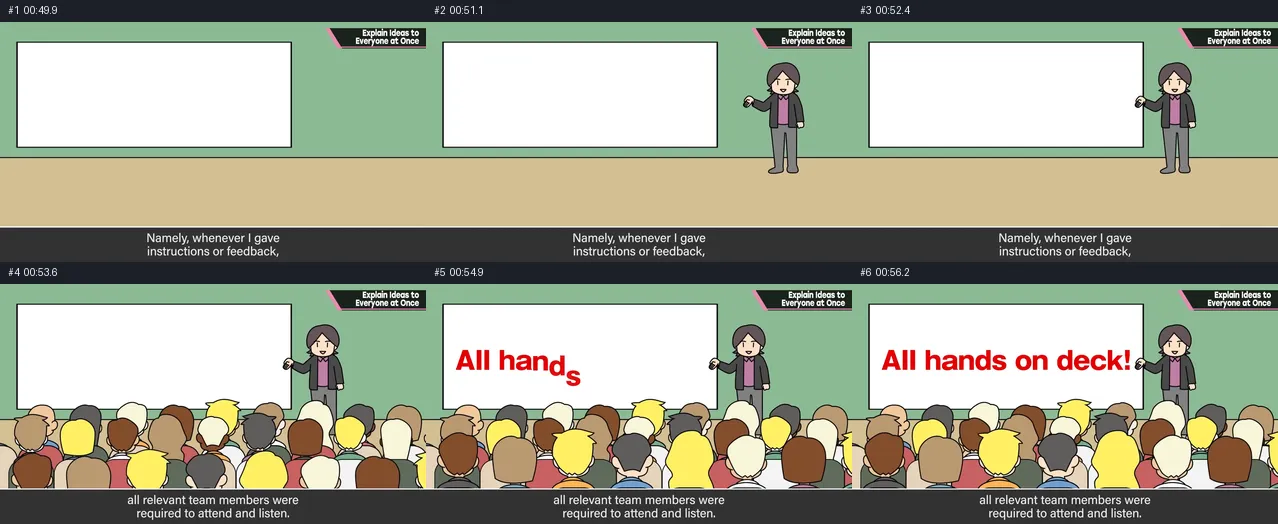 #1 00:49.9
Explain Ideas to
Everyone at Once
Namely, whenever I gave
instructions or feedback,
#2 00:51.1
Explain Ideas to
Everyone at Once
Namely, whenever I gave
instructions or feedback,
#3 00:52.4
Explain Ideas to
Everyone at Once
Namely, whenever I gave
instructions or feedback,
#4 00:53.6
Explain Ideas to
Everyone at Once
all relevant team members were
required to attend and listen.
#5 00:54.9
Explain Ideas to
Everyone at Once
All hands
all relevant team members were
required to attend and listen.
#6 00:56.2
Explain Ideas to
Everyone at Once
All hands on deck!
all relevant team members were
required to attend and listen.